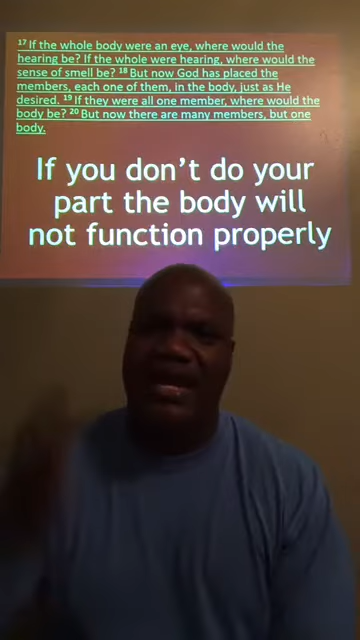 17 If the whole body were an eye, where would the
hearing be? If the whole were hearing, where would the
sense of smell be? 18 But now God has placed the
members, each one of them, in the body, just as He
desired. 19 If they were all one member, where would the
body be? 20 But now there are many members, but one
body.
If you don't do your
part the body will
not function properly